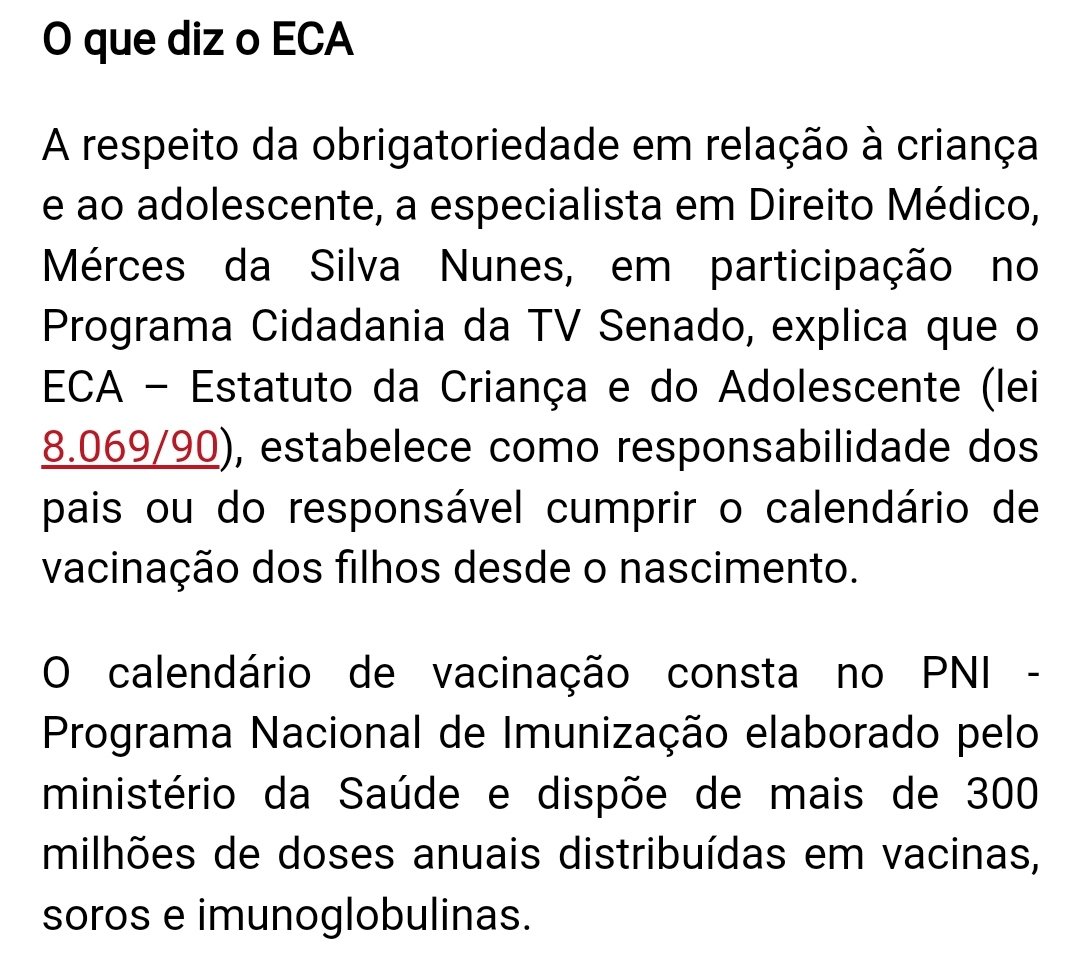 O que diz o ECA
A respeito da obrigatoriedade em relação à criança
e ao adolescente, a especialista em Direito Médico,
Mérces da Silva Nunes, em participação no
Programa Cidadania da TV Senado, explica que o
ECA – Estatuto da Criança e do Adolescente (lei
8.069/90), estabelece como responsabilidade dos
pais ou do responsável cumprir o calendário de
vacinação dos filhos desde o nascimento.
O calendário de vacinação consta no PNI -
Programa Nacional de Imunização elaborado pelo
ministério da Saúde e dispõe de mais de 300
milhões de doses anuais distribuídas em vacinas,
soros e imunoglobulinas.